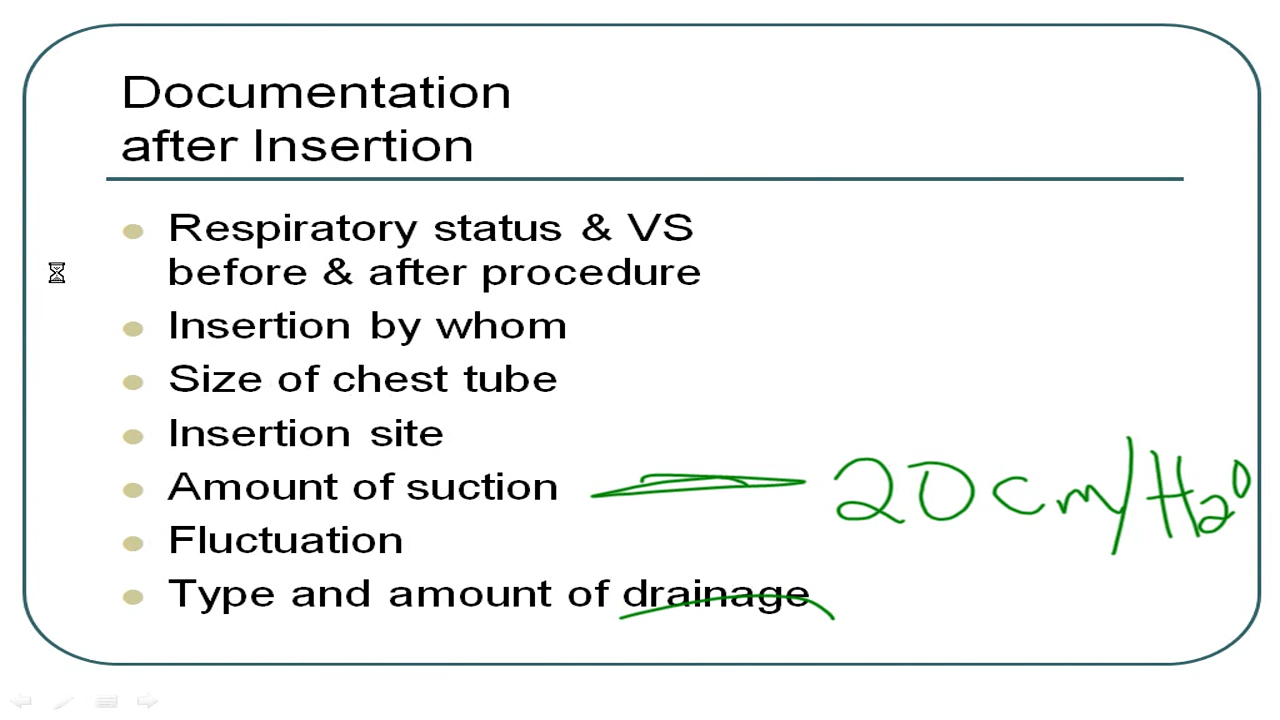 Documentation
after Insertion
Respiratory status & VS
before & after procedure
Insertion by whom
Size of chest tube
Insertion site
Amount of suction 20 cm/H₂O
Fluctuation
Type and amount of drainage